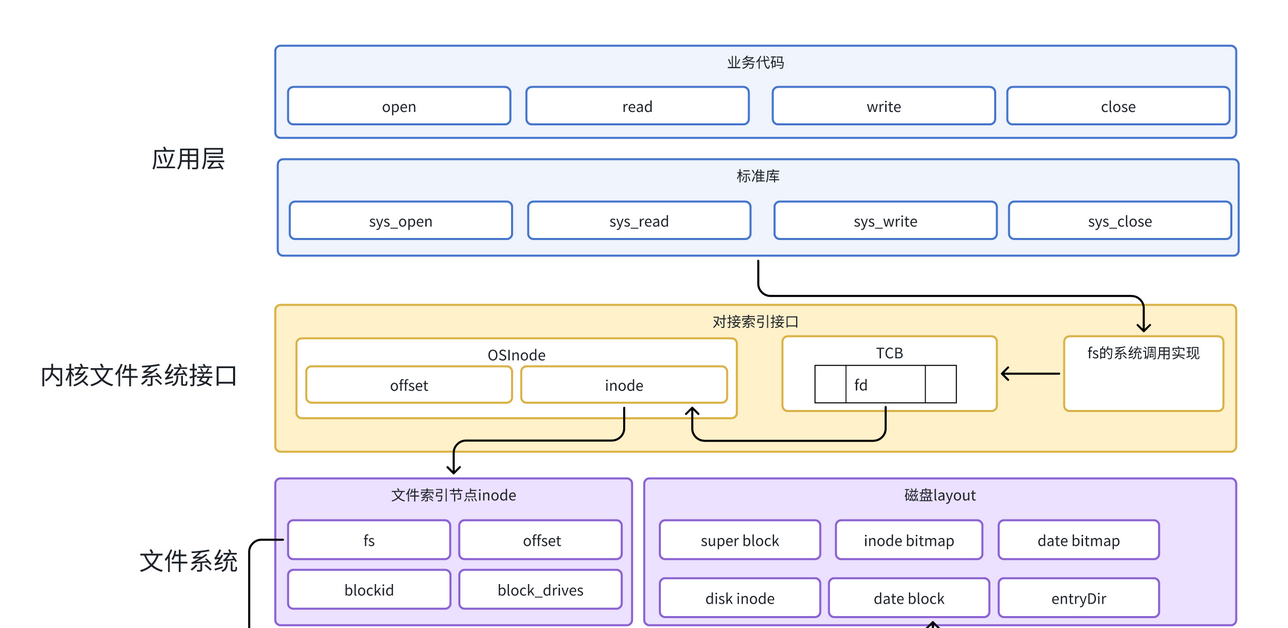 业务代码
open
read
write
close
应用层
标准库
sys_open
sys_read
sys_write
sys_close
对接索引接口
内核文件系统接口
OSInode
offset
inode
TCB
fd
fs的系统调用实现
文件系统
文件索引节点inode
fs
offset
blockid
block_drives
磁盘layout
super block
inode bitmap
date bitmap
disk inode
date block
entryDir